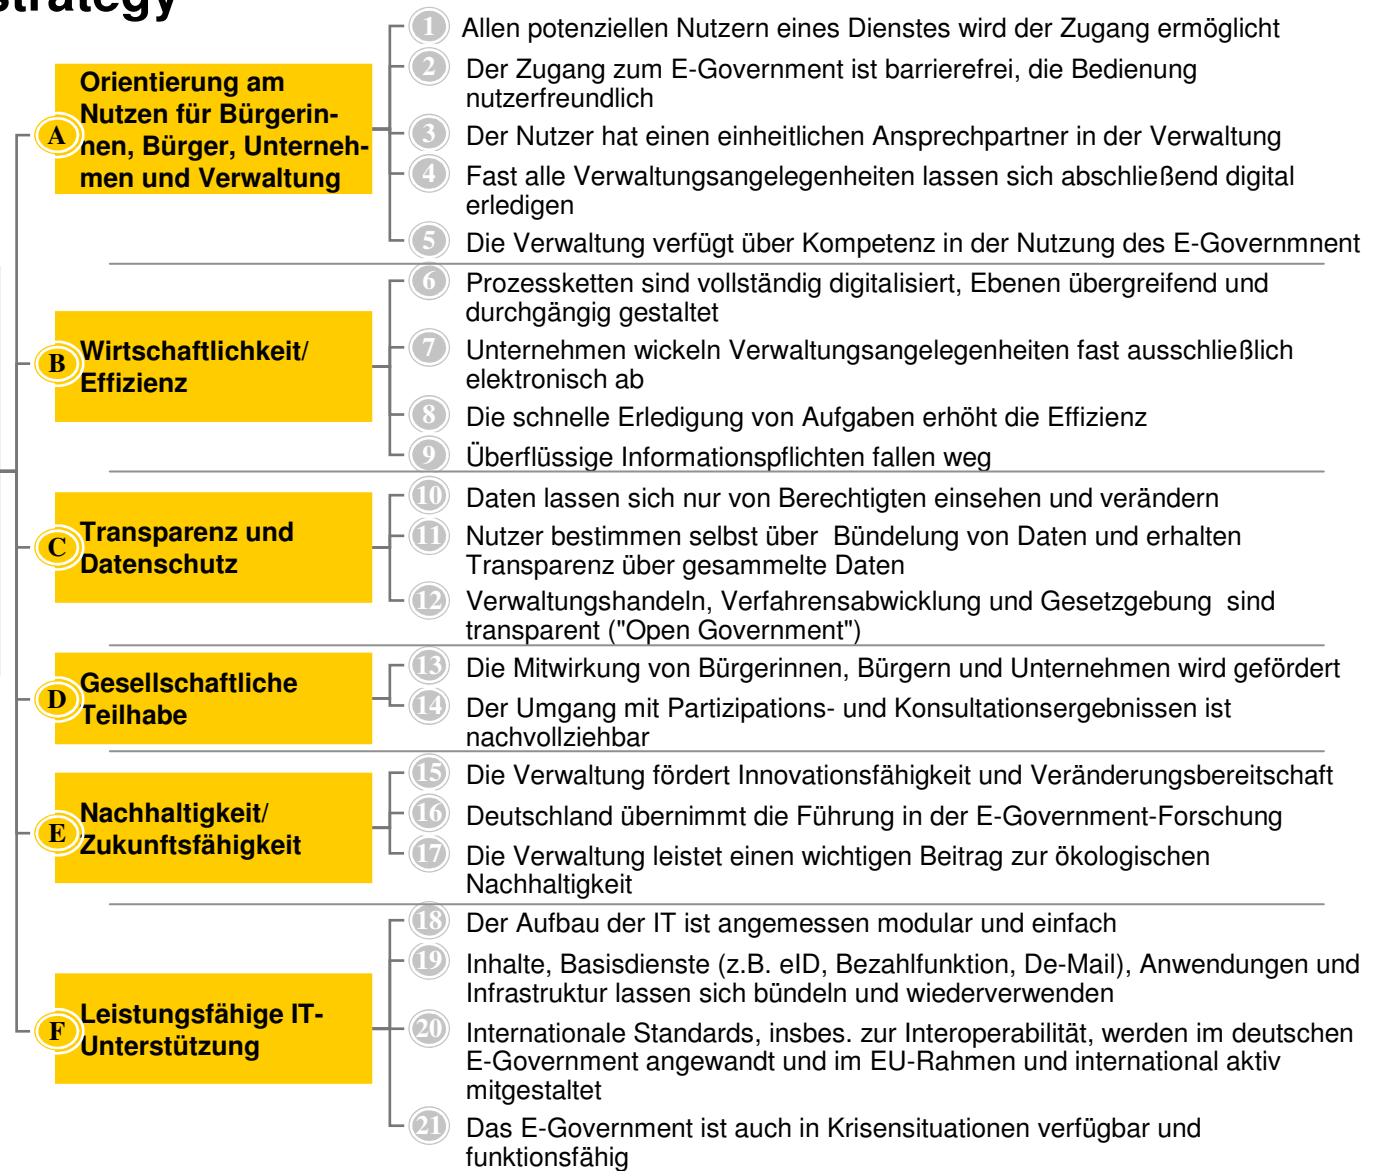 strategy
A
Orientierung am
Nutzen für Bürgerin-
nen, Bürger, Unterneh-
men und Verwaltung
1 Allen potenziellen Nutzern eines Dienstes wird der Zugang ermöglicht
2 Der Zugang zum E-Government ist barrierefrei, die Bedienung
nutzerfreundlich
3 Der Nutzer hat einen einheitlichen Ansprechpartner in der Verwaltung
4 Fast alle Verwaltungsangelegenheiten lassen sich abschließend digital
erledigen
5 Die Verwaltung verfügt über Kompetenz in der Nutzung des E-Governmnent
B
Wirtschaftlichkeit/
Effizienz
6 Prozessketten sind vollständig digitalisiert, Ebenen übergreifend und
durchgängig gestaltet
7 Unternehmen wickeln Verwaltungsangelegenheiten fast ausschließlich
elektronisch ab
8 Die schnelle Erledigung von Aufgaben erhöht die Effizienz
9 Überflüssige Informationspflichten fallen weg
C
Transparenz und
Datenschutz
10 Daten lassen sich nur von Berechtigten einsehen und verändern
11 Nutzer bestimmen selbst über Bündelung von Daten und erhalten
Transparenz über gesammelte Daten
12 Verwaltungshandeln, Verfahrensabwicklung und Gesetzgebung sind
transparent ("Open Government")
D
Gesellschaftliche
Teilhabe
13 Die Mitwirkung von Bürgerinnen, Bürgern und Unternehmen wird gefördert
14 Der Umgang mit Partizipations- und Konsultationsergebnissen ist
nachvollziehbar
E
Nachhaltigkeit/
Zukunftsfähigkeit
15 Die Verwaltung fördert Innovationsfähigkeit und Veränderungsbereitschaft
16 Deutschland übernimmt die Führung in der E-Government-Forschung
17 Die Verwaltung leistet einen wichtigen Beitrag zur ökologischen
Nachhaltigkeit
F
Leistungsfähige IT-
Unterstützung
18 Der Aufbau der IT ist angemessen modular und einfach
19 Inhalte, Basisdienste (z.B. eID, Bezahlfunktion, De-Mail), Anwendungen und
Infrastruktur lassen sich bündeln und wiederverwenden
20 Internationale Standards, insbes. zur Interoperabilität, werden im deutschen
E-Government angewandt und im EU-Rahmen und international aktiv
mitgestaltet
21 Das E-Government ist auch in Krisensituationen verfügbar und
funktionsfähig